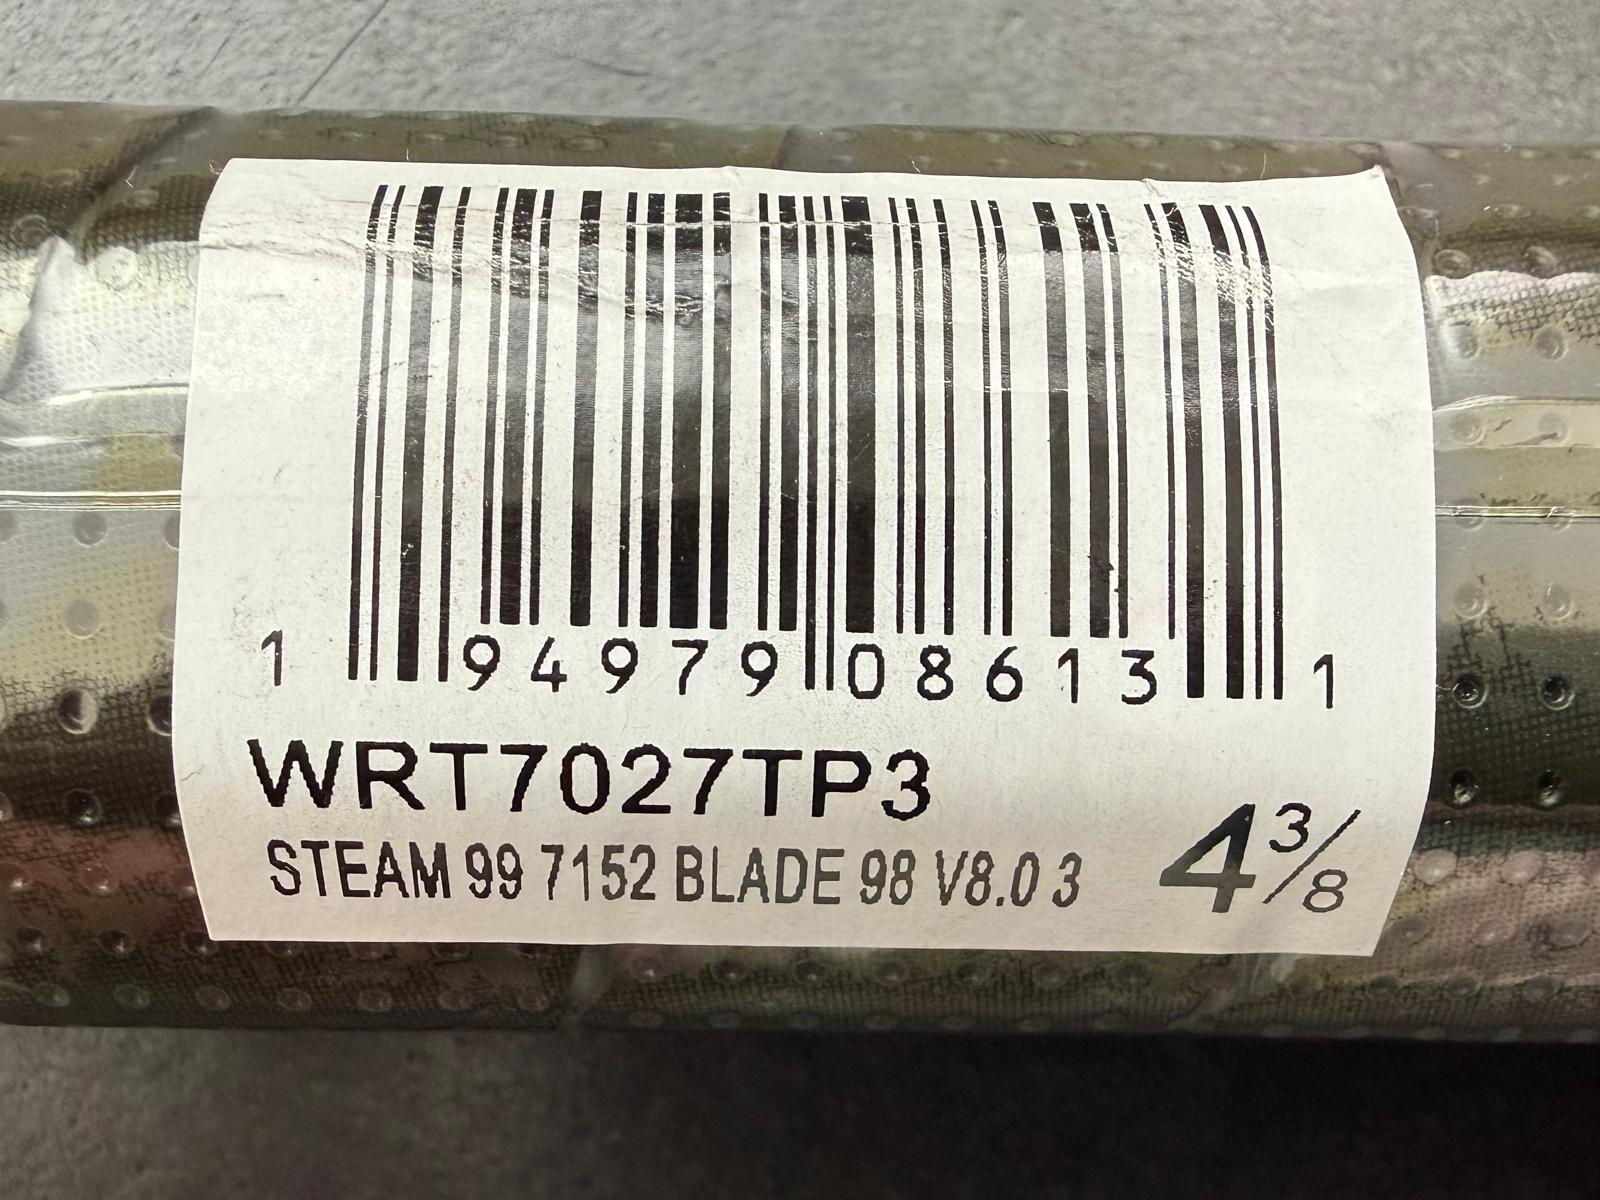 1 94979 08613 1
WRT7027TP3
STEAM 99 7152 BLADE 98 V8.0 3
4 3/8